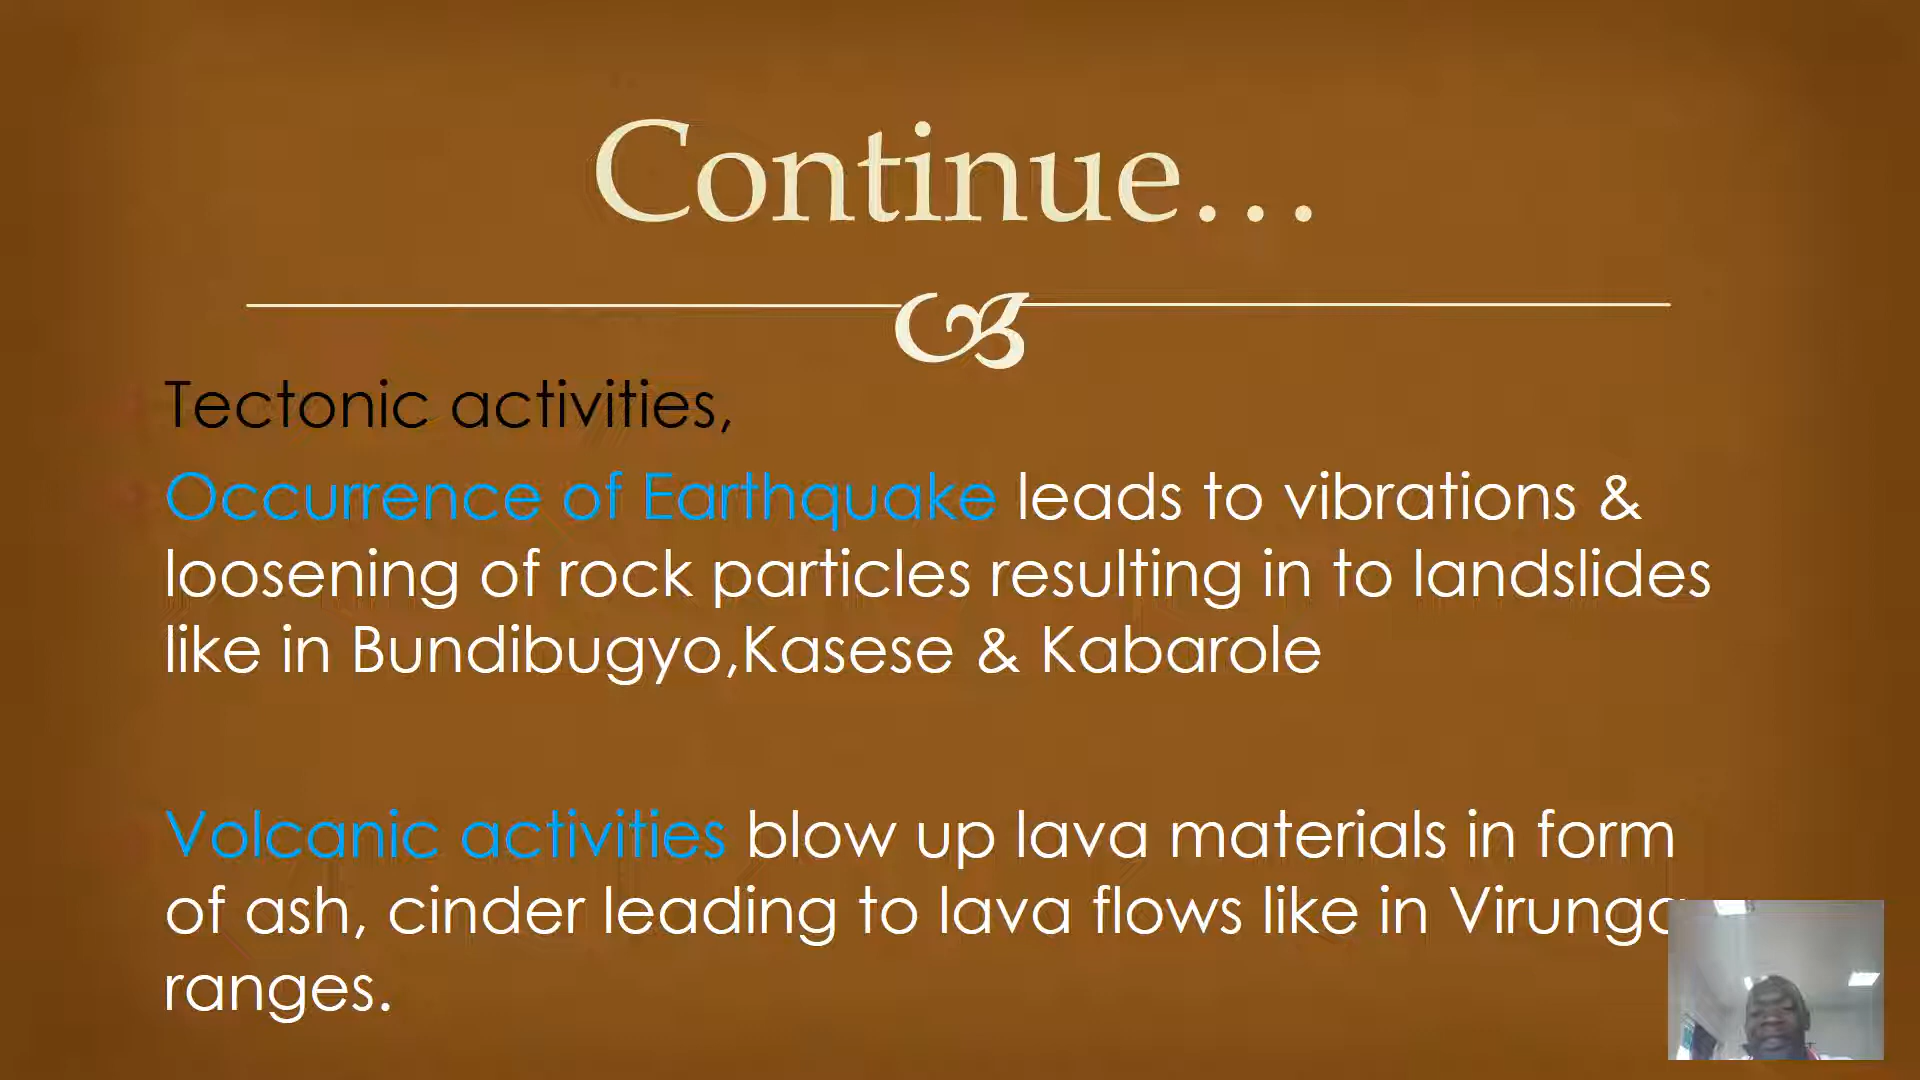 Continue…
Tectonic activities,
Occurrence of Earthquake leads to vibrations &
loosening of rock particles resulting in to landslides
like in Bundibugyo,Kasese & Kabarole
Volcanic activities blow up lava materials in form
of ash, cinder leading to lava flows like in Virunga
ranges.